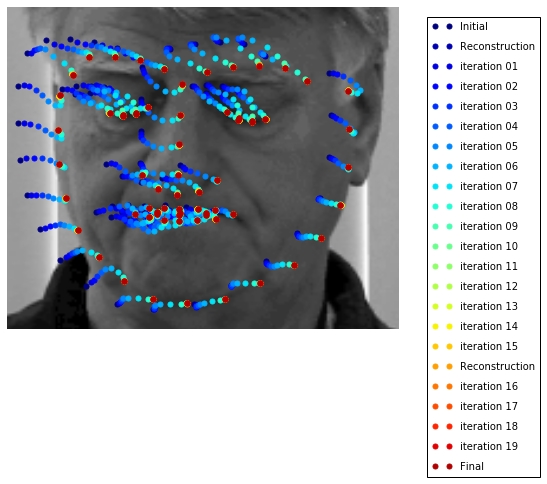 Initial
Reconstruction
iteration 01
iteration 02
iteration 03
iteration 04
iteration 05
iteration 06
iteration 07
iteration 08
iteration 09
iteration 10
iteration 11
iteration 12
iteration 13
iteration 14
iteration 15
Reconstruction
iteration 16
iteration 17
iteration 18
iteration 19
Final